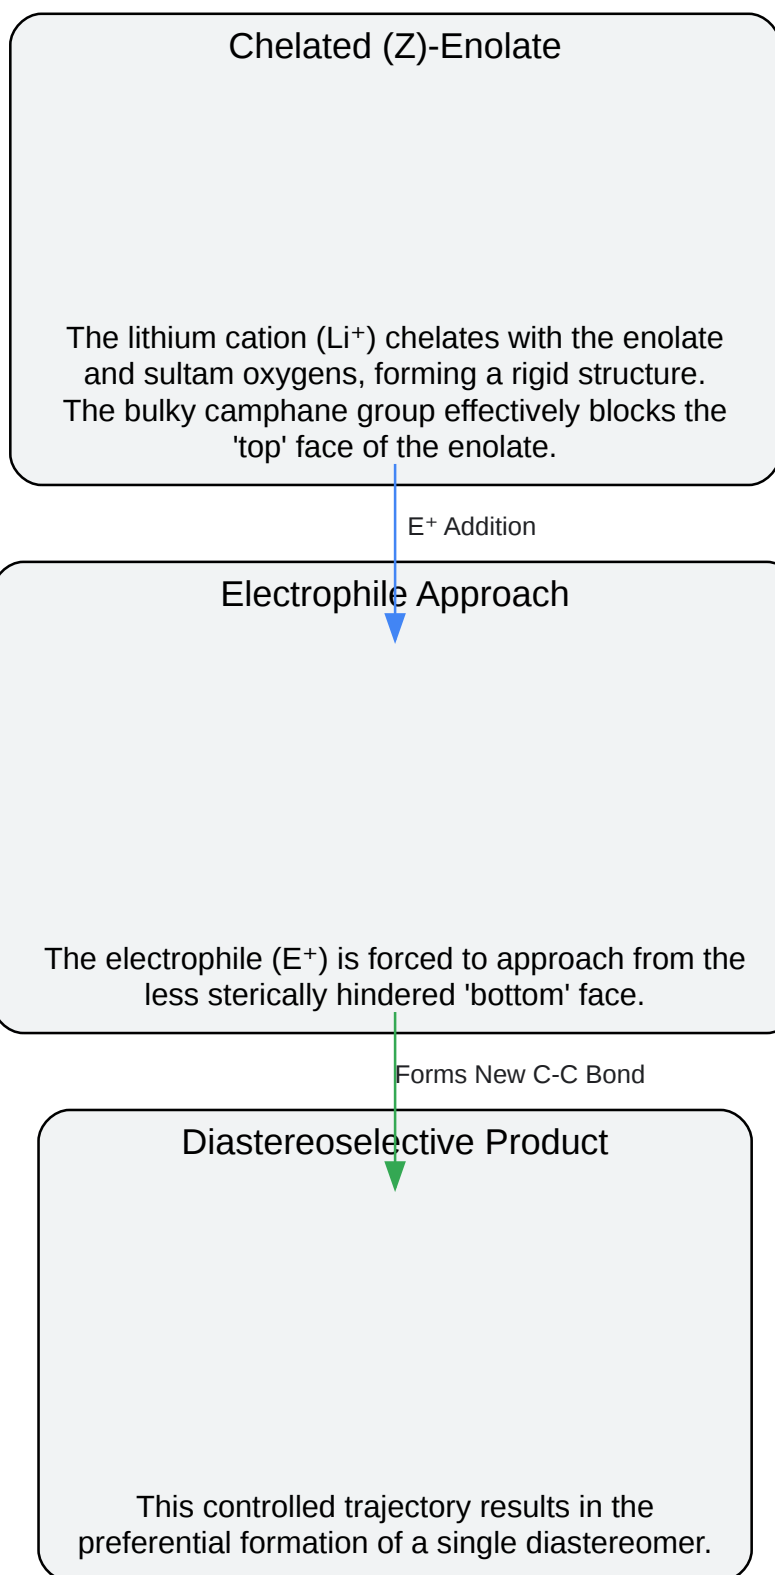 Chelated (Z)-Enolate
The lithium cation (Li⁺) chelates with the enolate
and sultam oxygens, forming a rigid structure.
The bulky camphane group effectively blocks the
'top' face of the enolate.
E⁺ Addition
Electrophile Approach
The electrophile (E⁺) is forced to approach from the
less sterically hindered 'bottom' face.
Forms New C-C Bond
Diastereoselective Product
This controlled trajectory results in the
preferential formation of a single diastereomer.